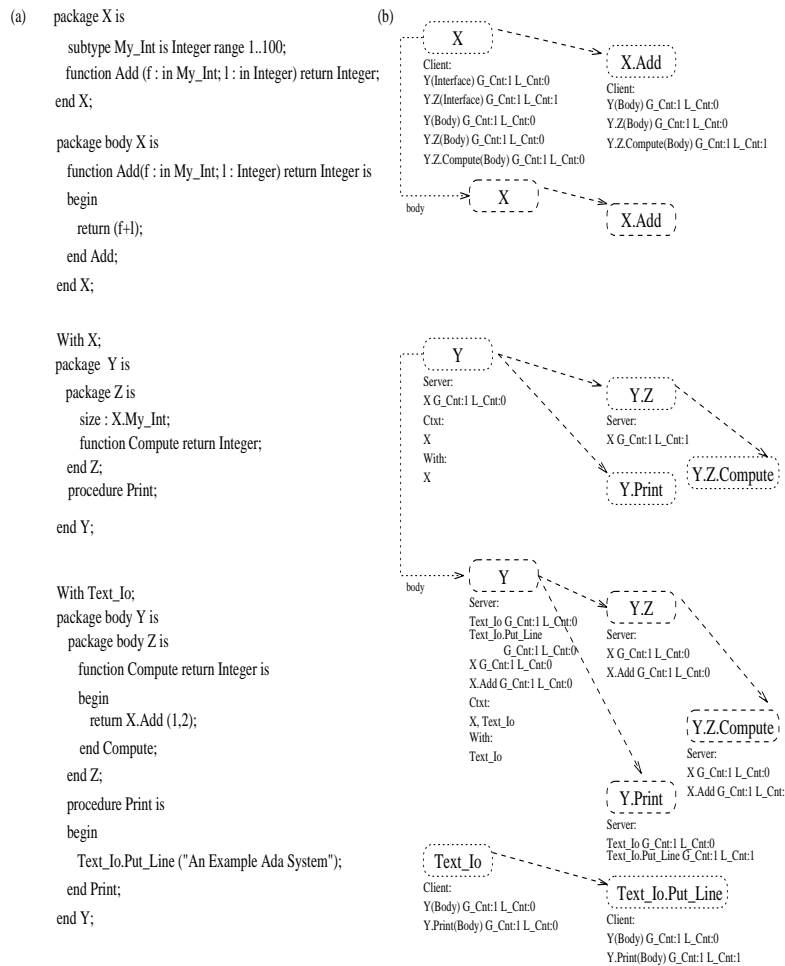 (a)
package X is
subtype My_Int is Integer range 1..100;
function Add (f : in My_Int; l : in Integer) return Integer;
end X;
package body X is
function Add(f : in My_Int; l : Integer) return Integer is
begin
return (f+l);
end Add;
end X;
With X;
package Y is
package Z is
size : X.My_Int;
function Compute return Integer;
end Z;
procedure Print;
end Y;
With Text_Io;
package body Y is
package body Z is
function Compute return Integer is
begin
return X.Add (1,2);
end Compute;
end Z;
procedure Print is
begin
Text_Io.Put_Line ("An Example Ada System");
end Print;
end Y;
(b)
X
Client:
Y(Interface) G_Cnt:1 L_Cnt:0
Y.Z(Interface) G_Cnt:1 L_Cnt:1
Y(Body) G_Cnt:1 L_Cnt:0
Y.Z(Body) G_Cnt:1 L_Cnt:0
Y.Z.Compute(Body) G_Cnt:1 L_Cnt:0
X.Add
Client:
Y(Body) G_Cnt:1 L_Cnt:0
Y.Z(Body) G_Cnt:1 L_Cnt:0
Y.Z.Compute(Body) G_Cnt:1 L_Cnt:1
body
X
X.Add
Y
Server:
X G_Cnt:1 L_Cnt:0
Ctxt:
X
With:
X
Y.Z
Server:
X G_Cnt:1 L_Cnt:1
Y.Z.Compute
Y.Print
body
Y
Server:
Text_Io G_Cnt:1 L_Cnt:0
Text_Io.Put_Line
G_Cnt:1 L_Cnt:0
X G_Cnt:1 L_Cnt:0
X.Add G_Cnt:1 L_Cnt:0
Ctxt:
X, Text_Io
With:
Text_Io
Y.Z
Server:
X G_Cnt:1 L_Cnt:0
X.Add G_Cnt:1 L_Cnt:0
Y.Z.Compute
Server:
X G_Cnt:1 L_Cnt:0
X.Add G_Cnt:1 L_Cnt:
Y.Print
Server:
Text_Io G_Cnt:1 L_Cnt:0
Text_Io.Put_Line G_Cnt:1 L_Cnt:1
Text_Io
Client:
Y(Body) G_Cnt:1 L_Cnt:0
Y.Print(Body) G_Cnt:1 L_Cnt:0
Text_Io.Put_Line
Client:
Y(Body) G_Cnt:1 L_Cnt:0
Y.Print(Body) G_Cnt:1 L_Cnt:1